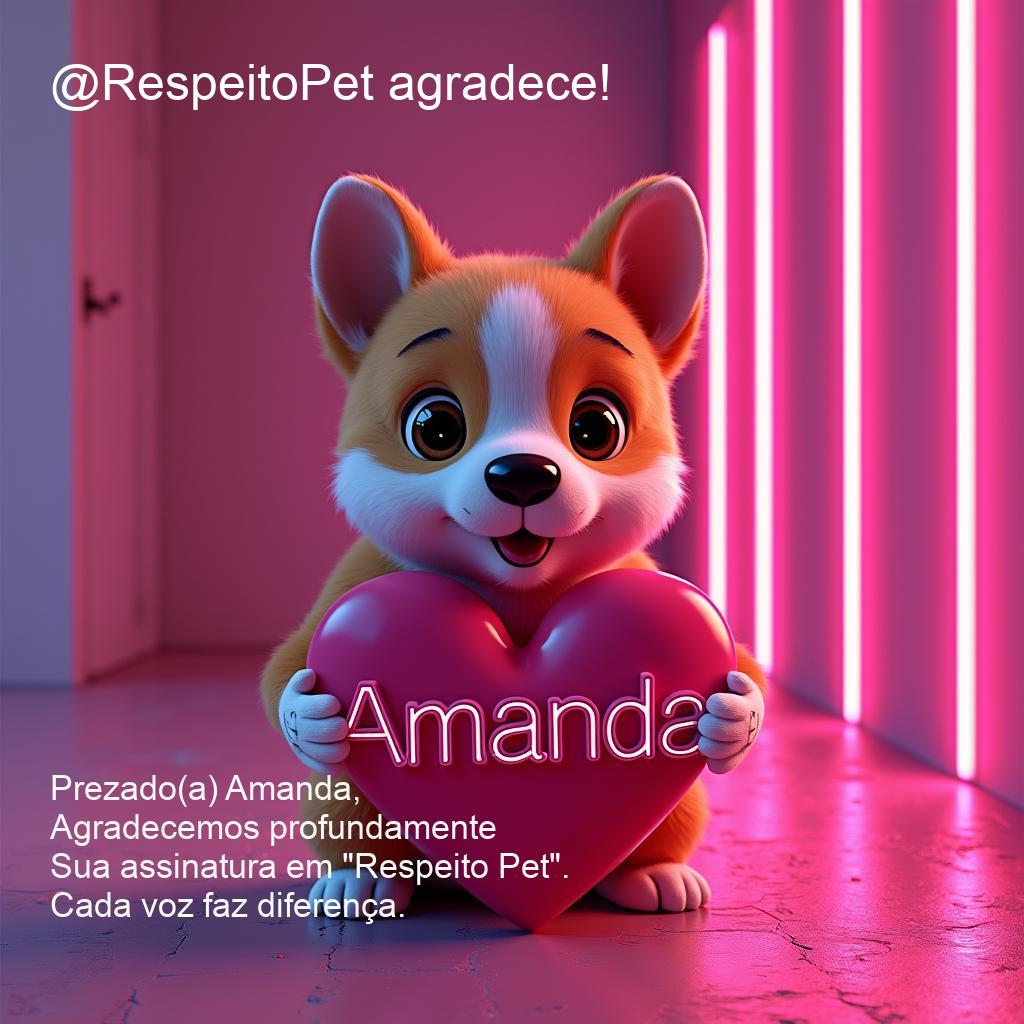 @RespeitoPet agradece!
Amanda
Prezado(a) Amanda,
Agradecemos profundamente
Sua assinatura em "Respeito Pet".
Cada voz faz diferença.